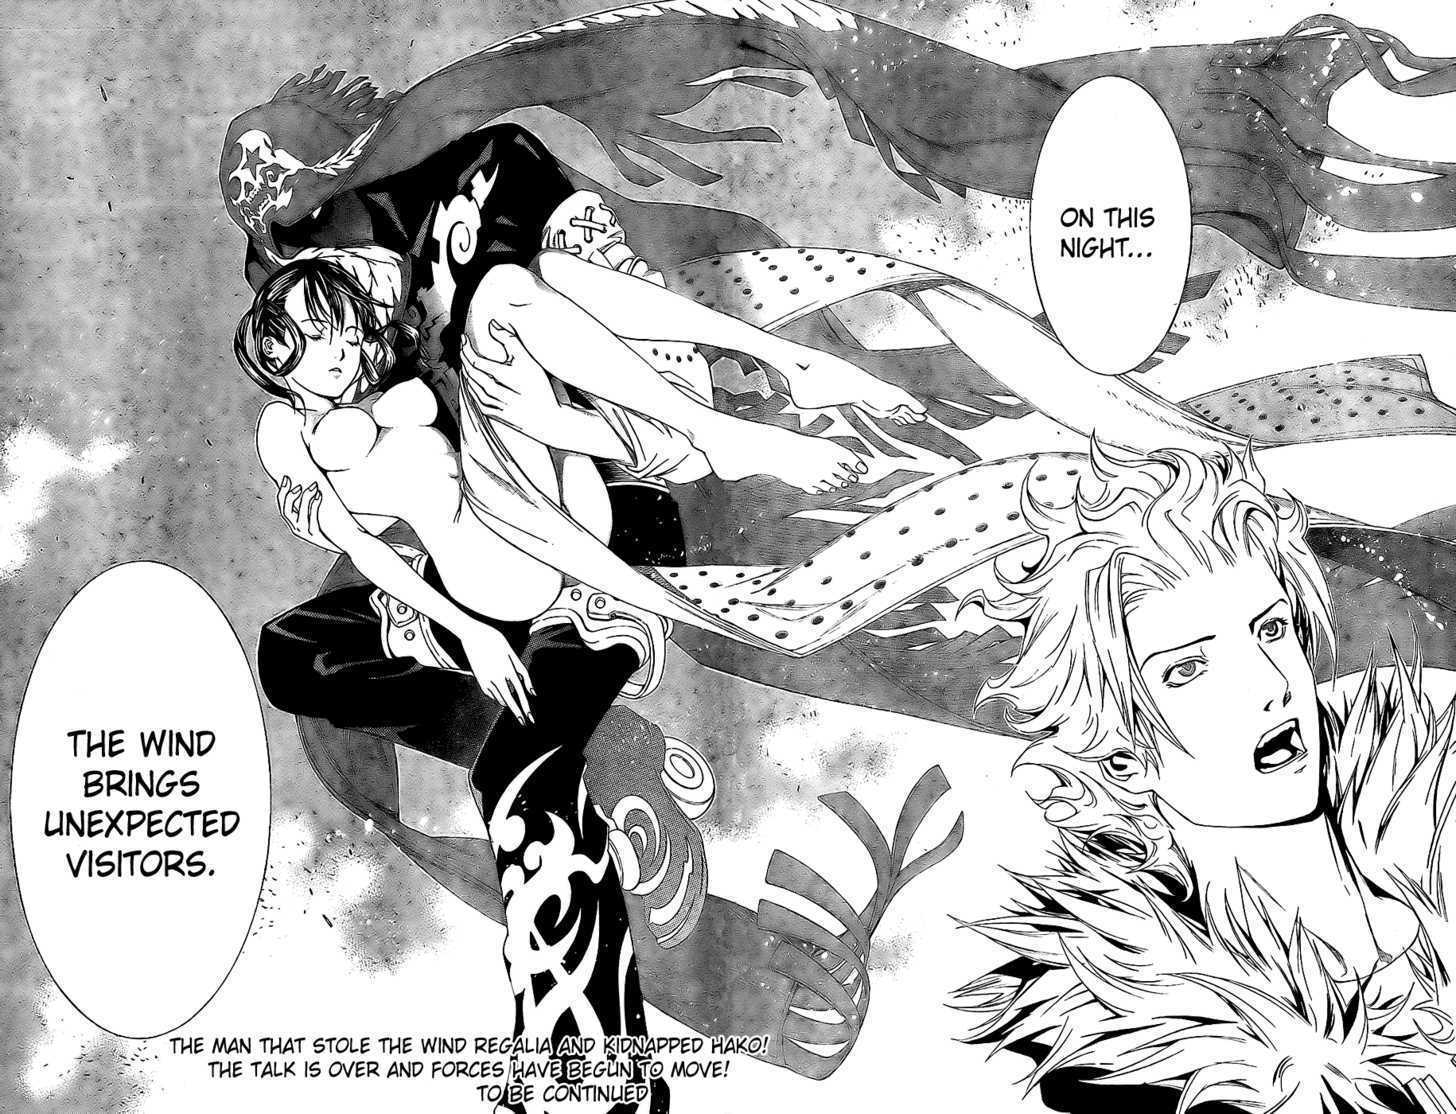 ON THIS
NIGHT...
THE WIND
BRINGS
UNEXPECTED
VISITORS.
THE MAN THAT STOLE THE WIND REGALIA AND KIDNAPPED HAKO!
THE TALK IS OVER AND FORCES HAVE BEGUN TO MOVE!
TO BE CONTINUED